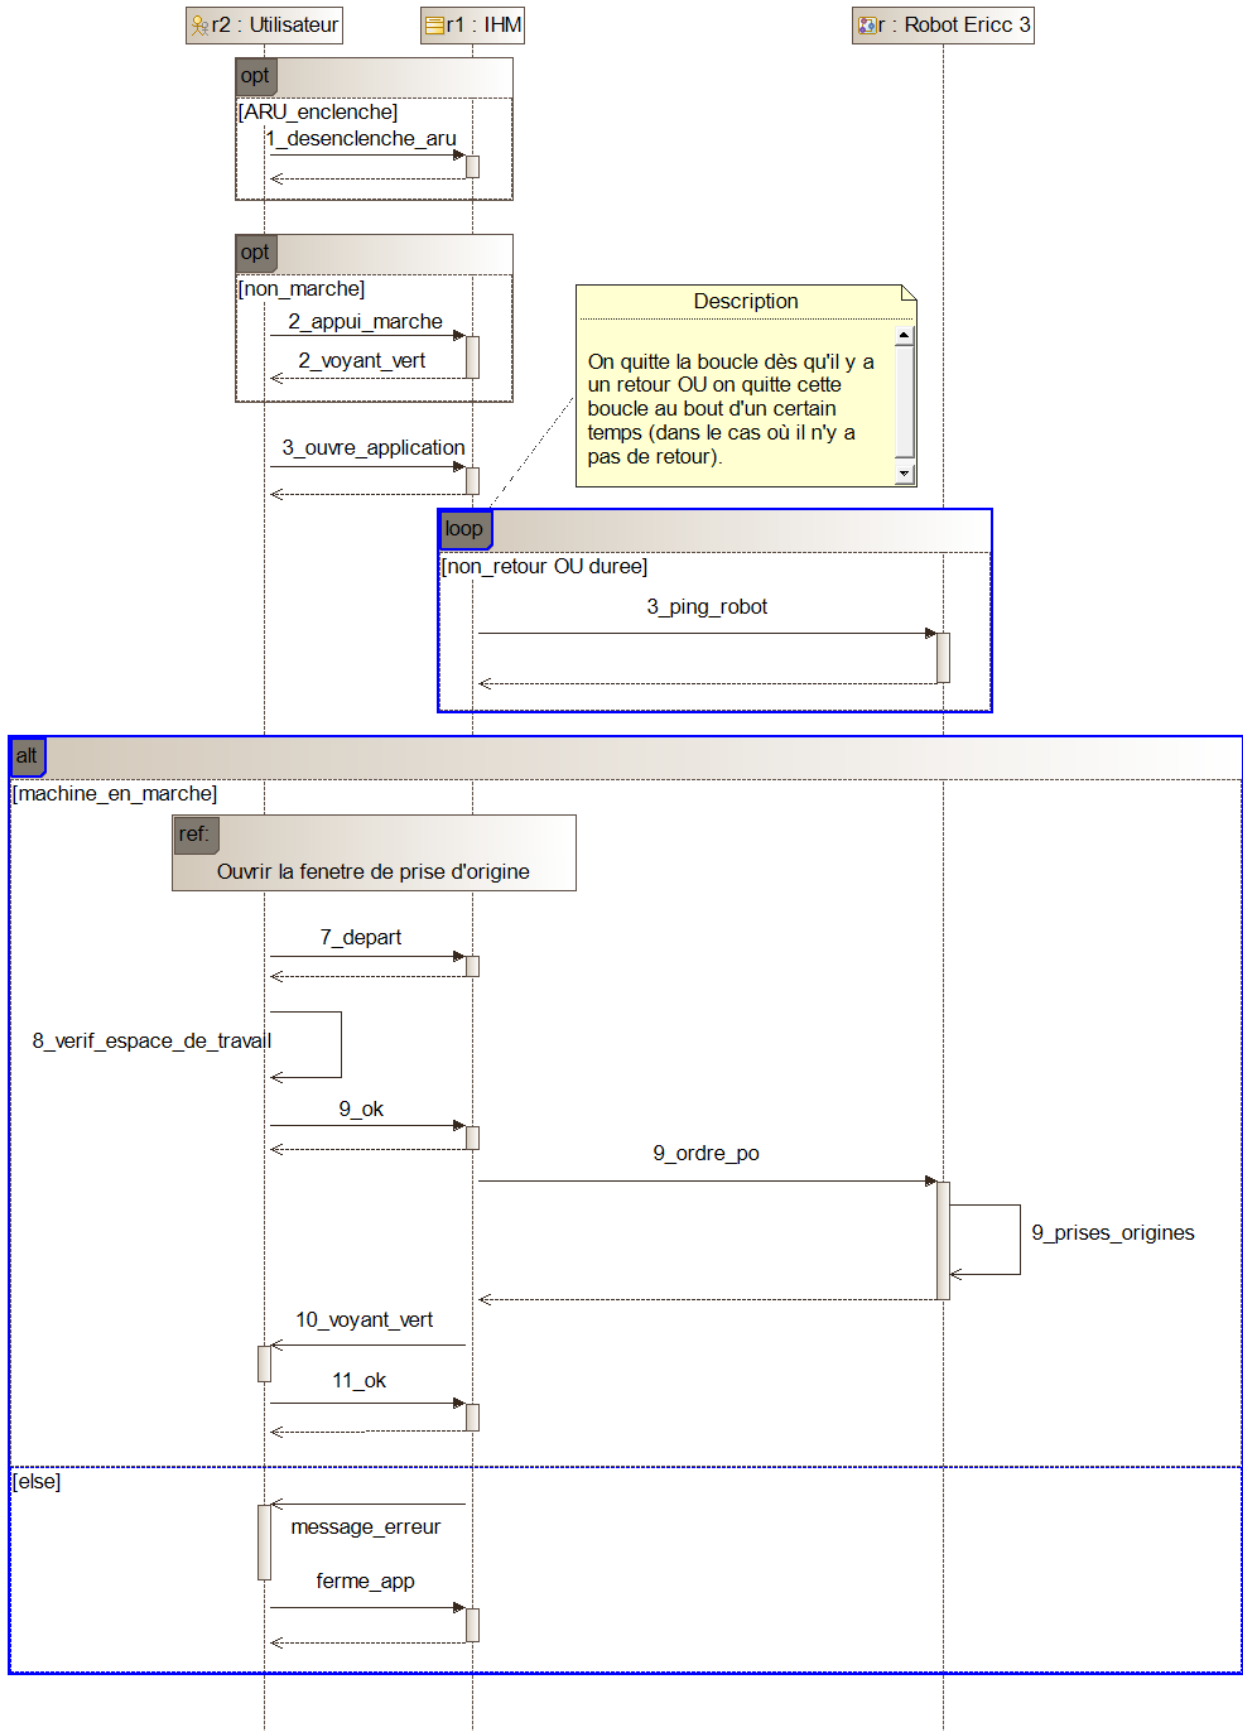 r2 : Utilisateur
r1 : IHM
r : Robot Ericc 3
opt
[ARU_enclenche]
1_desenclenche_aru
opt
[non_marche]
2_appui_marche
2_voyant_vert
Description
On quitte la boucle dès qu'il y a
un retour OU on quitte cette
boucle au bout d'un certain
temps (dans le cas où il n'y a
pas de retour).
3_ouvre_application
loop
[non_retour OU duree]
3_ping_robot
alt
[machine_en_marche]
ref:
Ouvrir la fenetre de prise d'origine
7_depart
8_verif_espace_de_travail
9_ok
9_ordre_po
9_prises_origines
10_voyant_vert
11_ok
[else]
message_erreur
ferme_app